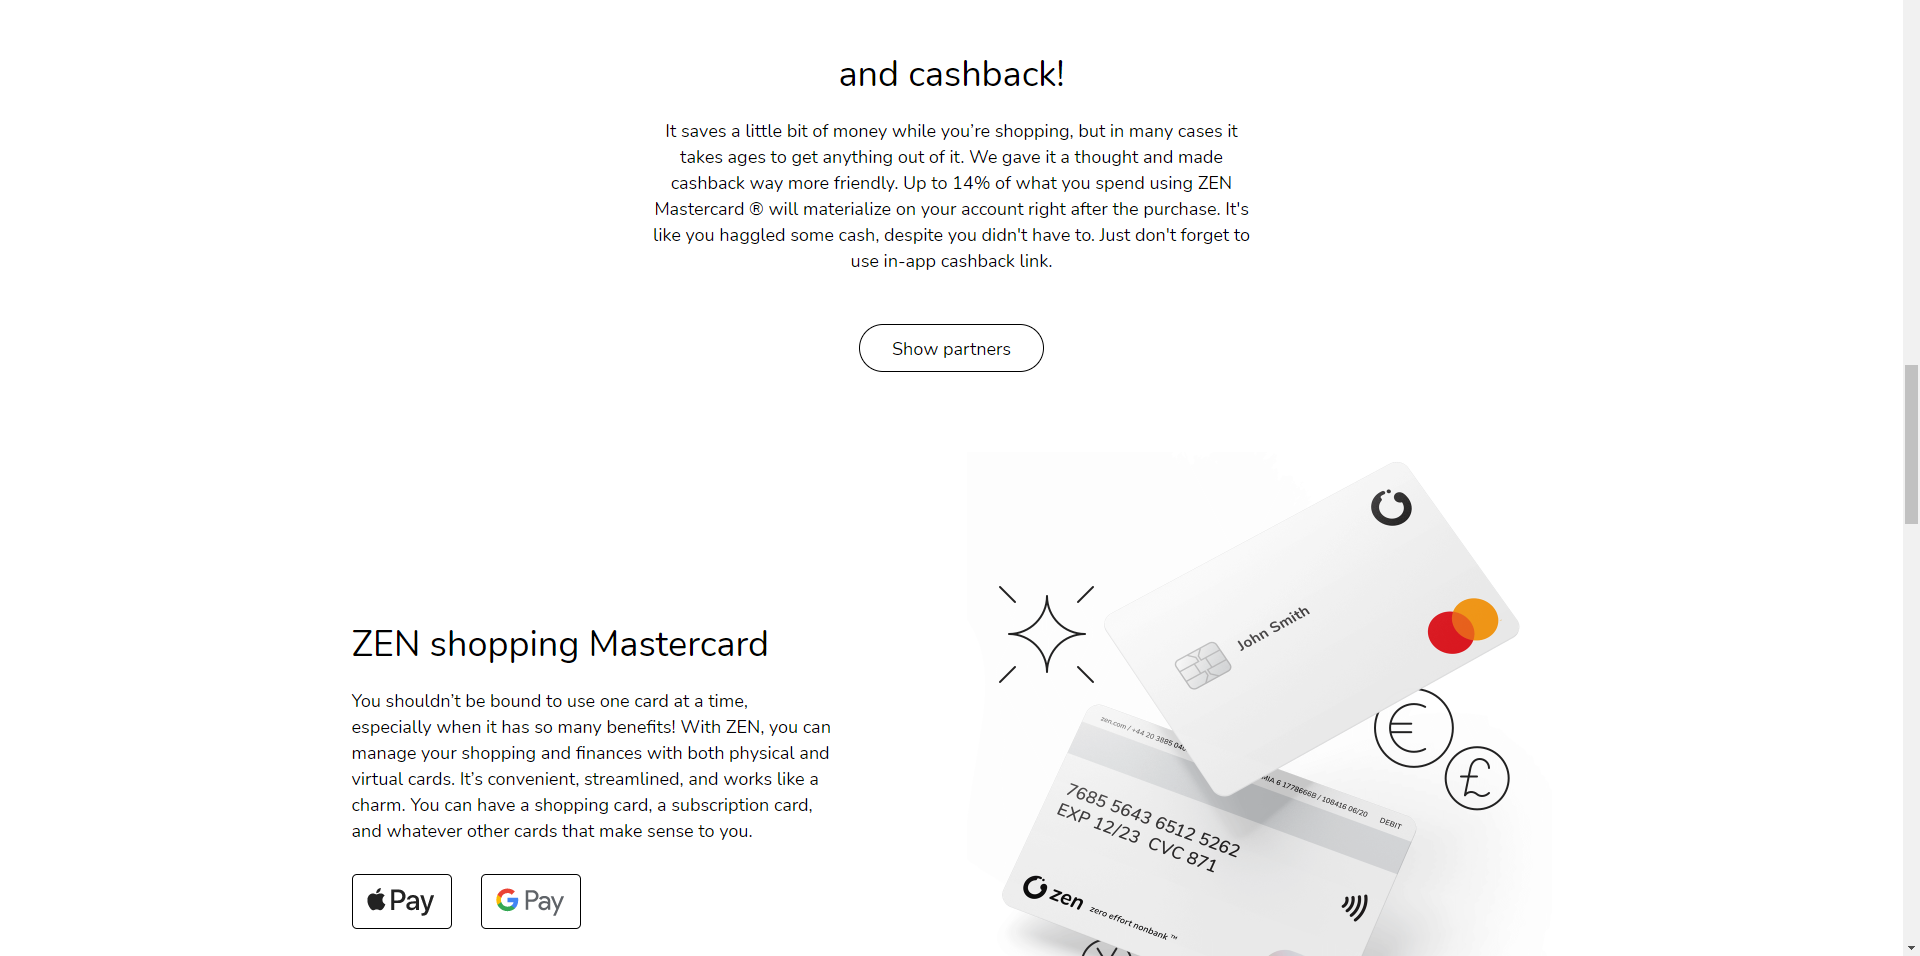 and cashback!
It saves a little bit of money while you’re shopping, but in many cases it
takes ages to get anything out of it. We gave it a thought and made
cashback way more friendly. Up to 14% of what you spend using ZEN
Mastercard ® will materialize on your account right after the purchase. It's
like you haggled some cash, despite you didn't have to. Just don't forget to
use in-app cashback link.
Show partners
John Smith
ZEN shopping Mastercard
You shouldn’t be bound to use one card at a time,
especially when it has so many benefits! With ZEN, you can
manage your shopping and finances with both physical and
virtual cards. It’s convenient, streamlined, and works like a
charm. You can have a shopping card, a subscription card,
and whatever other cards that make sense to you.
Pay
G Pay
€
£
zen.com / +44 20 3885 MIA 6 1778666B / 108416 06/20 DEBIT
7685 5643 6512 5262
EXP 12/23 CVC 871
zen zero effort nonbank ™